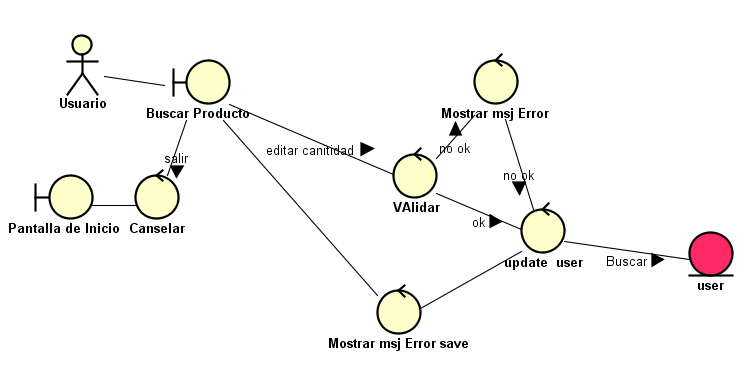 Usuario
Buscar Producto
Mostrar msj Error
editar canitidad
no ok
salir
no ok
VAlidar
Pantalla de Inicio
Canselar
ok
update  user
Buscar
user
Mostrar msj Error save